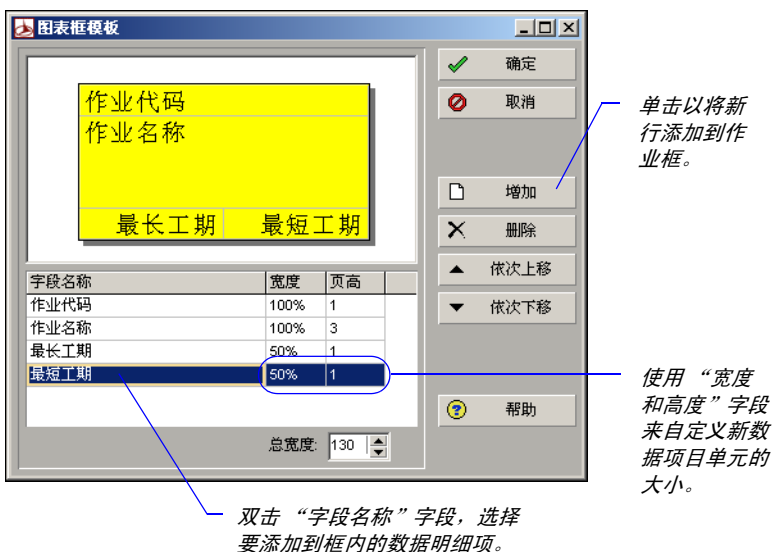 图表框模板
作业代码
作业名称
最长工期 最短工期
确定
取消
增加
删除
依次上移
依次下移
帮助
字段名称 宽度 页高
作业代码 100% 1
作业名称 100% 3
最长工期 50% 1
最短工期 50% 1
总宽度: 130
单击以将新
行添加到作
业框。
使用 “宽度
和高度”字段
来自定义新数
据项目单元的
大小。
双击 “字段名称”字段，选择
要添加到框内的数据明细项。